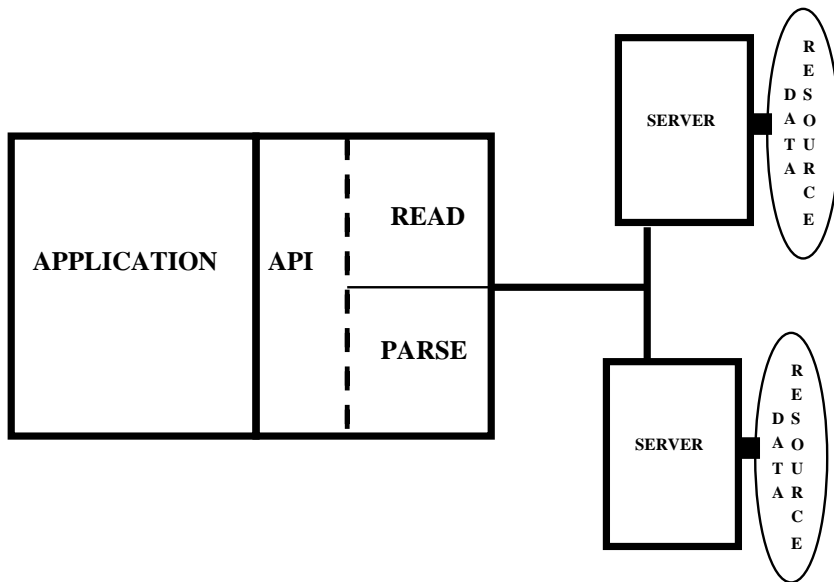 APPLICATION
API
READ
PARSE
SERVER
DATA
RESOURCE
SERVER
DATA
RESOURCE